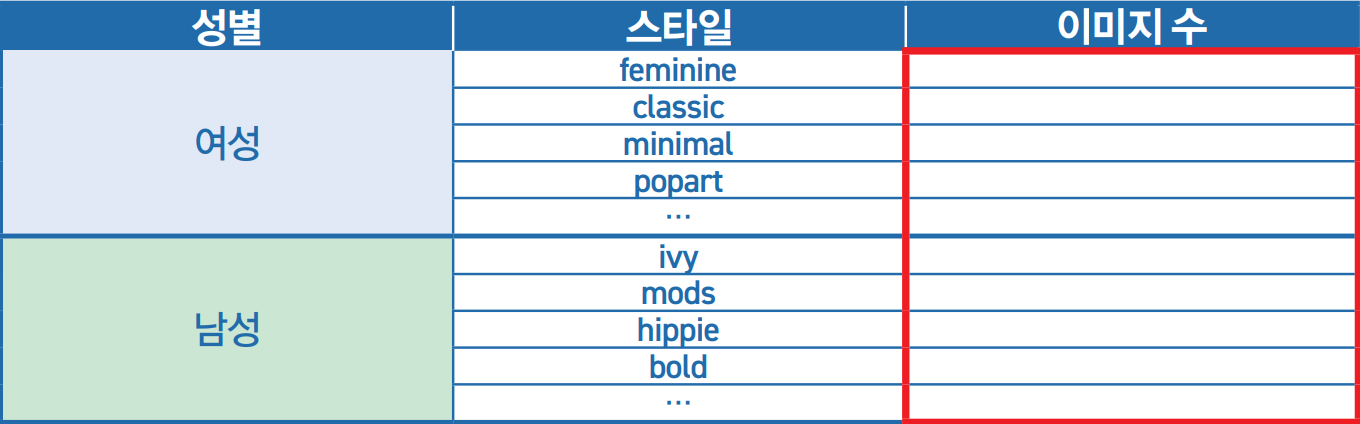 성별 스타일 이미지 수
여성 feminine
classic
minimal
popart
...
남성 ivy
mods
hippie
bold
...